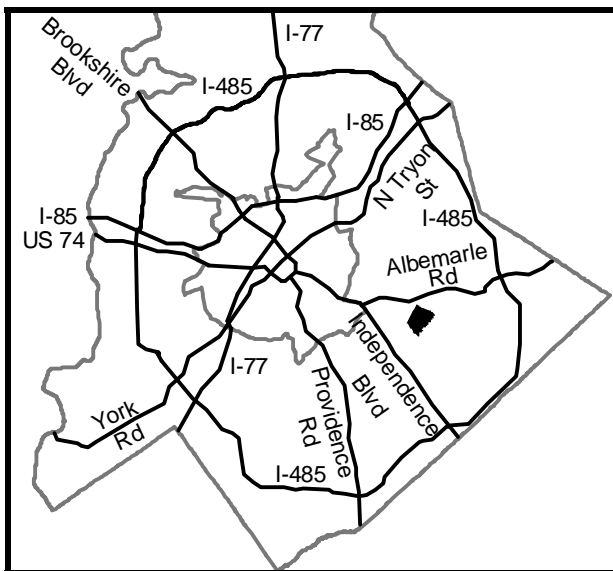 I-77
Brookshire
Blvd
I-485
I-85
N Tryon
St
I-85
US 74
I-485
Albemarle
Rd
Independence
Blvd
I-77
Providence
Rd
York
Rd
I-485